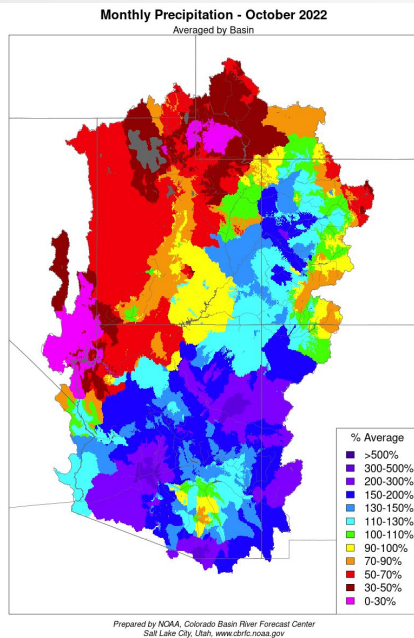 Monthly Precipitation - October 2022
Averaged by Basin
% Average
>500%
300-500%
200-300%
150-200%
130-150%
110-130%
100-110%
90-100%
70-90%
50-70%
30-50%
0-30%
Prepared by NOAA, Colorado Basin River Forecast Center
Salt Lake City, Utah, www.cbrfc.noaa.gov